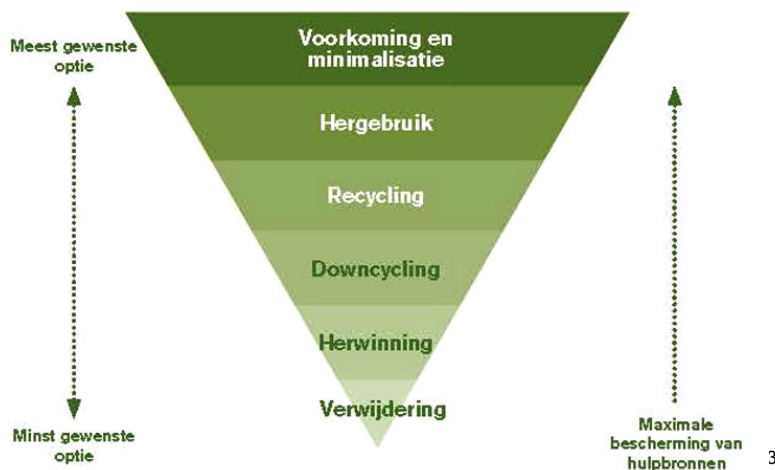 Meest gewenste
optie
Voorkoming en
minimalisatie
Hergebruik
Recycling
Downcycling
Herwinning
Verwijdering
Minst gewenste
optie
Maximale
bescherming van
hulpbronnen
3